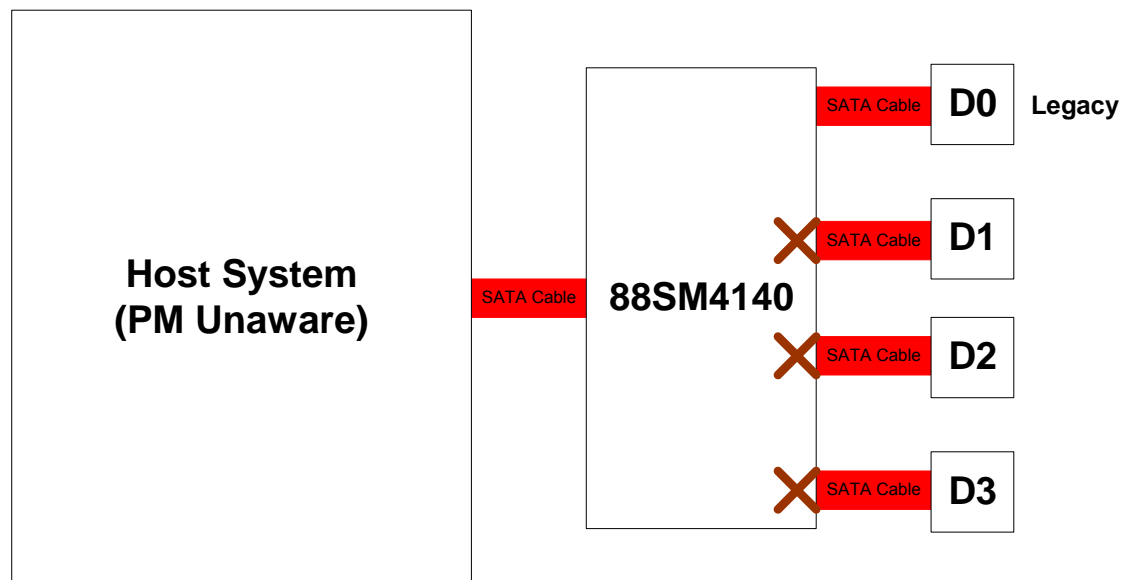 SATA Cable
D0
Legacy
SATA Cable
D1
Host System
(PM Unaware)
SATA Cable
88SM4140
SATA Cable
D2
SATA Cable
D3